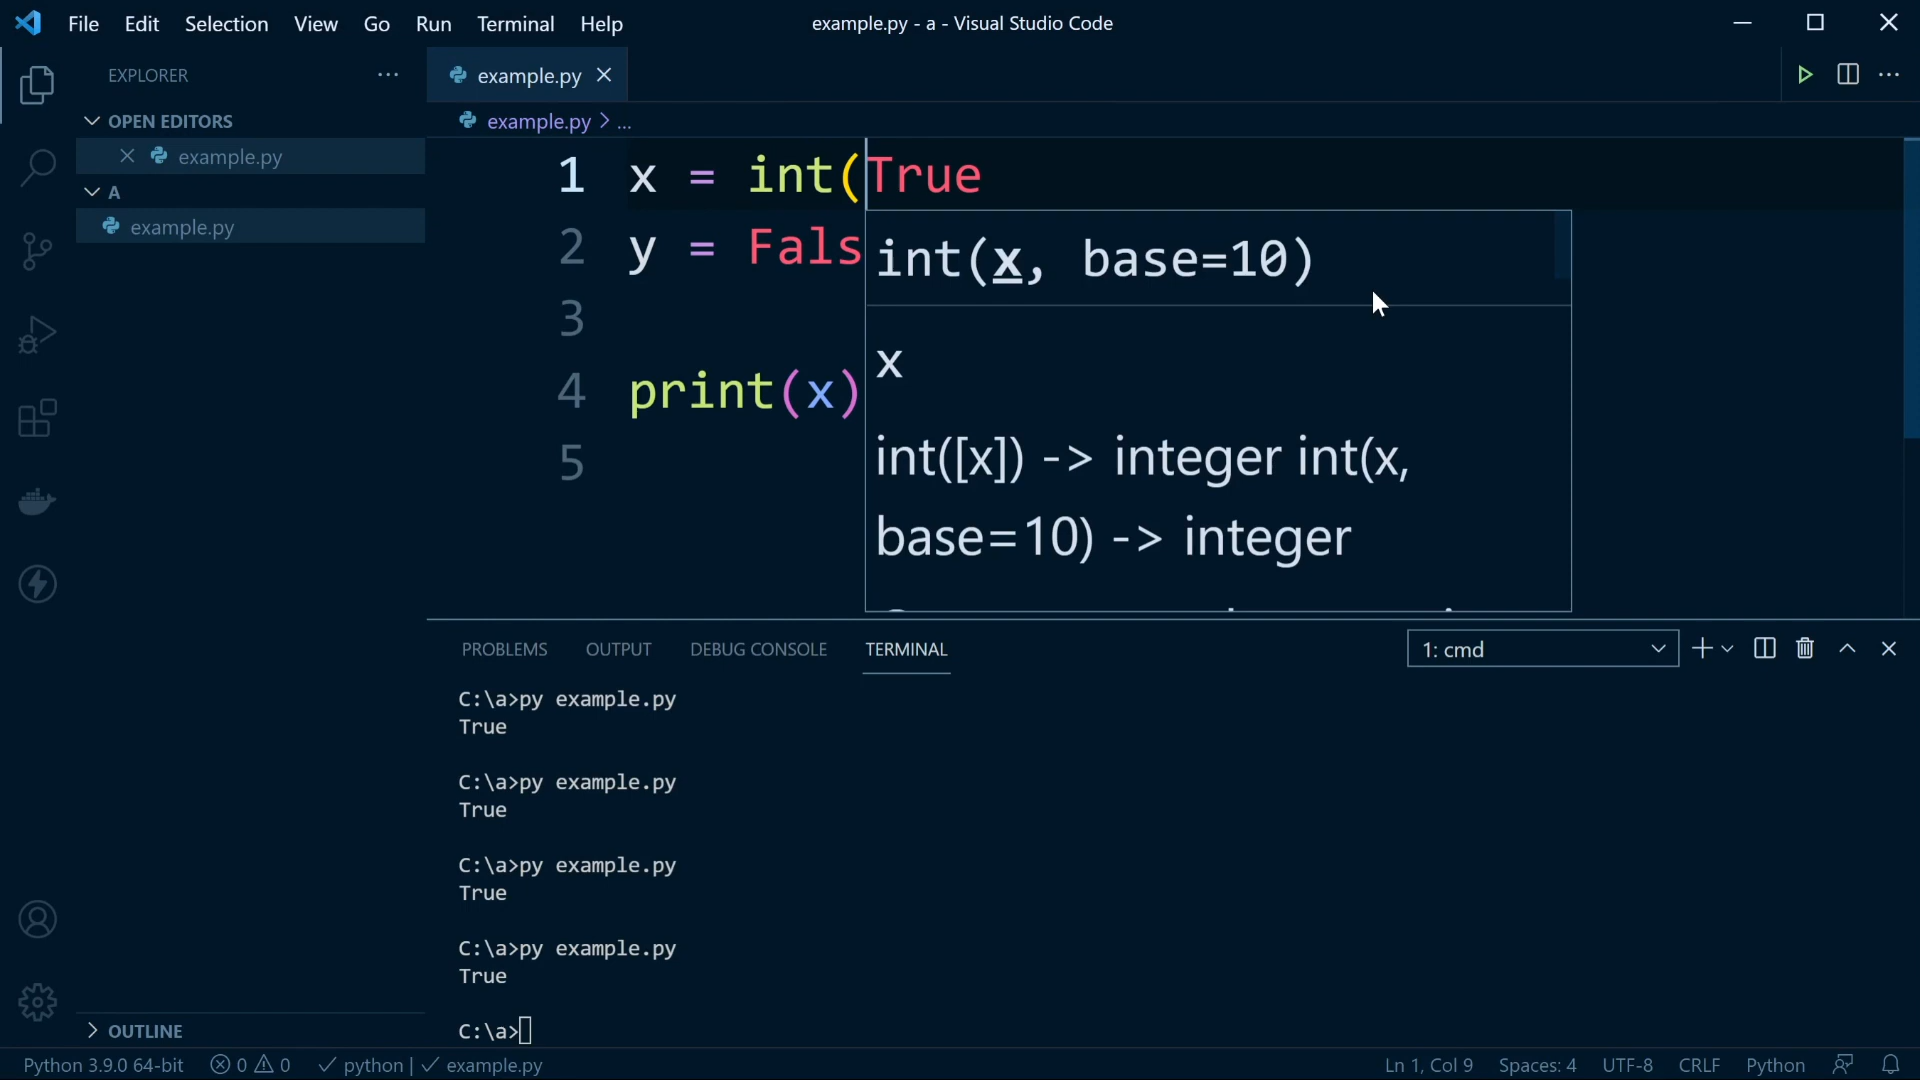 File Edit Selection View Go Run Terminal Help
example.py - a - Visual Studio Code
EXPLORER
example.py
OPEN EDITORS
example.py
A
example.py
example.py > ...
1 x = int(True
2 y = Fals
3
4 print(x)
5
int(x, base=10)
x
int([x]) -> integer int(x,
base=10) -> integer
PROBLEMS OUTPUT DEBUG CONSOLE TERMINAL
1: cmd
C:\a>py example.py
True
C:\a>py example.py
True
C:\a>py example.py
True
C:\a>py example.py
True
C:\a>
OUTLINE
Python 3.9.0 64-bit 0 0 python | example.py
Ln 1, Col 9 Spaces: 4 UTF-8 CRLF Python